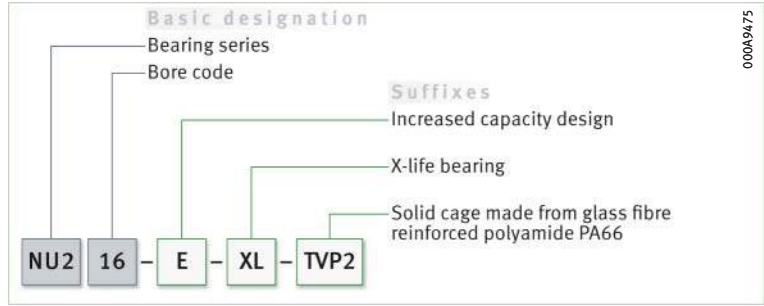 Basic designation
Bearing series
Bore code
Suffixes
Increased capacity design
X-life bearing
Solid cage made from glass fibre
reinforced polyamide PA66
NU2 16 – E – XL – TVP2
000A9475